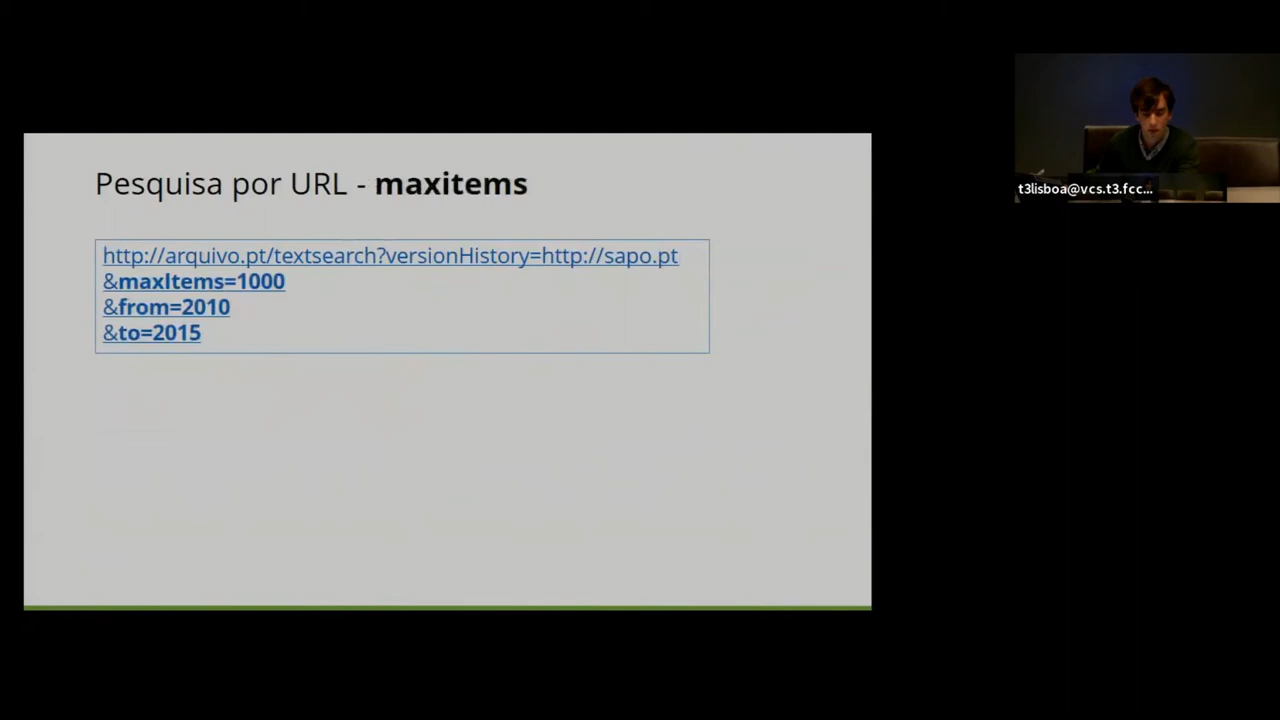 Pesquisa por URL - maxitems
http://arquivo.pt/textsearch?versionHistory=http://sapo.pt
&maxItems=1000
&from=2010
&to=2015
t3lisboa@vcs.t3.fcc...